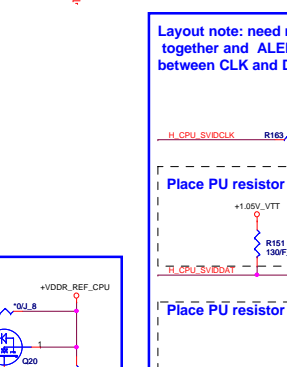 Layout note: need
together and ALE
between CLK and
H_CPU_SVIDCLK R163
Place PU resistor
+1.05V_VTT
R151
130/F
H_CPU_SVIDDAT
Place PU resistor
+VDDR_REF_CPU
*0/J_8
1
Q20